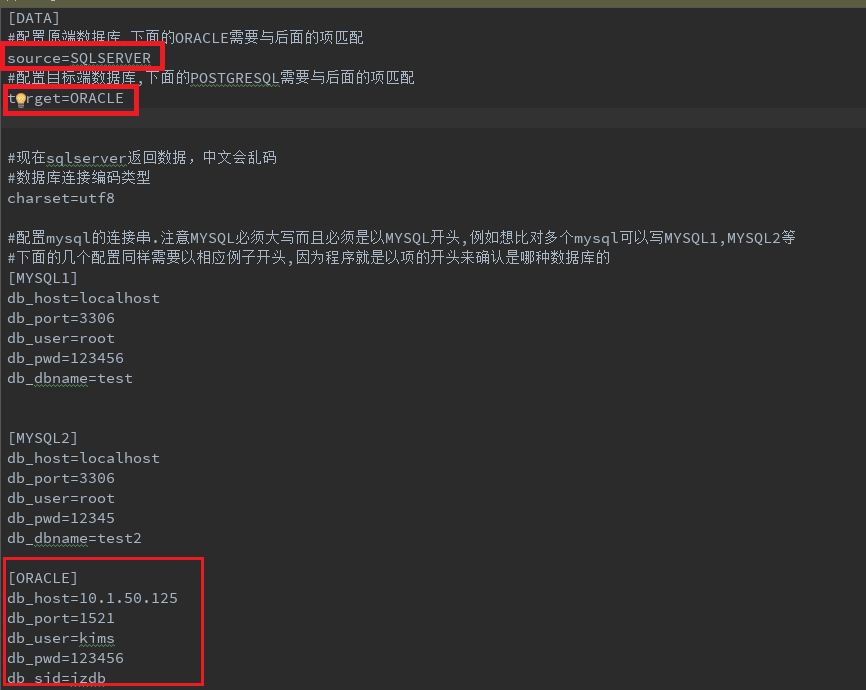 [DATA]
#配置原端数据库,下面的ORACLE需要与后面的项匹配
source=SQLSERVER
#配置目标端数据库,下面的POSTGRESQL需要与后面的项匹配
target=ORACLE
#现在sqlserver返回数据，中文会乱码
#数据库连接编码类型
charset=utf8
#配置mysql的连接串.注意MYSQL必须大写而且必须是以MYSQL开头,例如想比对多个mysql可以写MYSQL1,MYSQL2等
#下面的几个配置同样需要以相应例子开头,因为程序就是以项的开头来确认是哪种数据库的
[MYSQL1]
db_host=localhost
db_port=3306
db_user=root
db_pwd=123456
db_dbname=test
[MYSQL2]
db_host=localhost
db_port=3306
db_user=root
db_pwd=12345
db_dbname=test2
[ORACLE]
db_host=10.1.50.125
db_port=1521
db_user=kims
db_pwd=123456
db_sid=jzdb